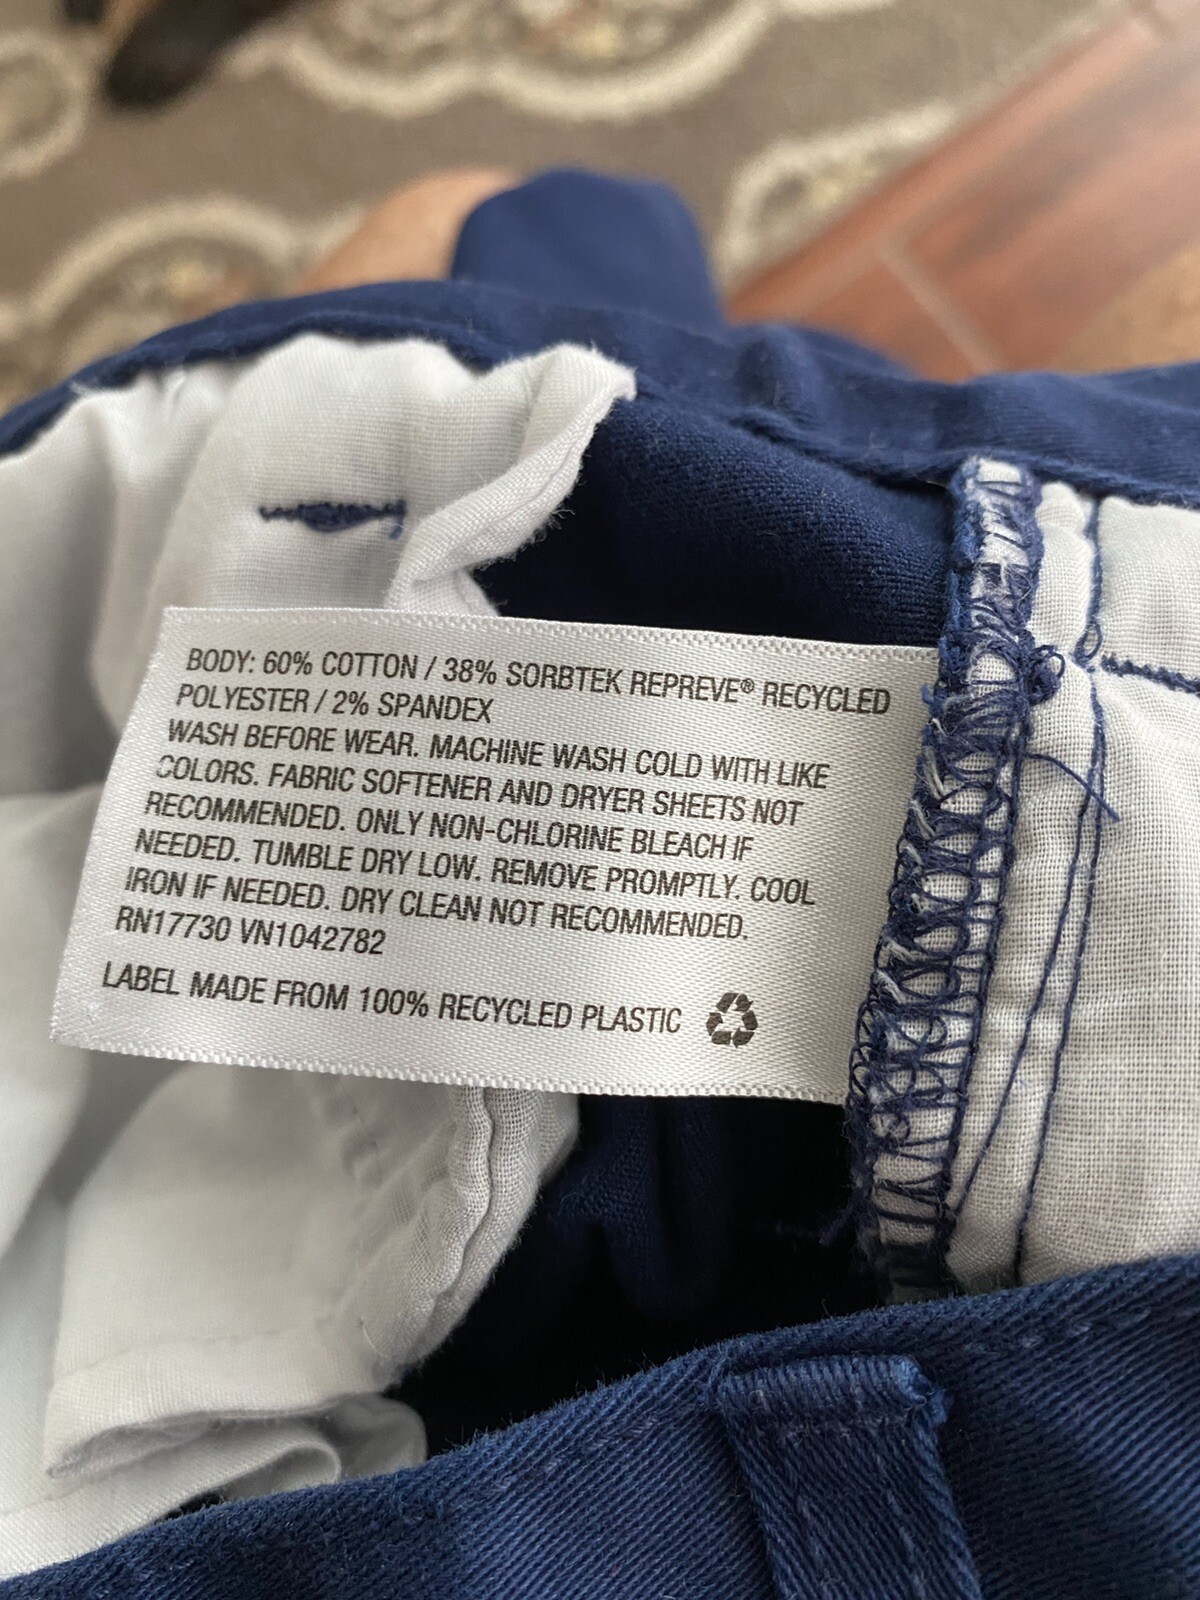 BODY: 60% COTTON / 38% SORBTEK REPREVE® RECYCLED
POLYESTER / 2% SPANDEX
WASH BEFORE WEAR. MACHINE WASH COLD WITH LIKE
COLORS. FABRIC SOFTENER AND DRYER SHEETS NOT
RECOMMENDED. ONLY NON-CHLORINE BLEACH IF
NEEDED. TUMBLE DRY LOW. REMOVE PROMPTLY. COOL
IRON IF NEEDED. DRY CLEAN NOT RECOMMENDED.
RN17730 VN1042782
LABEL MADE FROM 100% RECYCLED PLASTIC